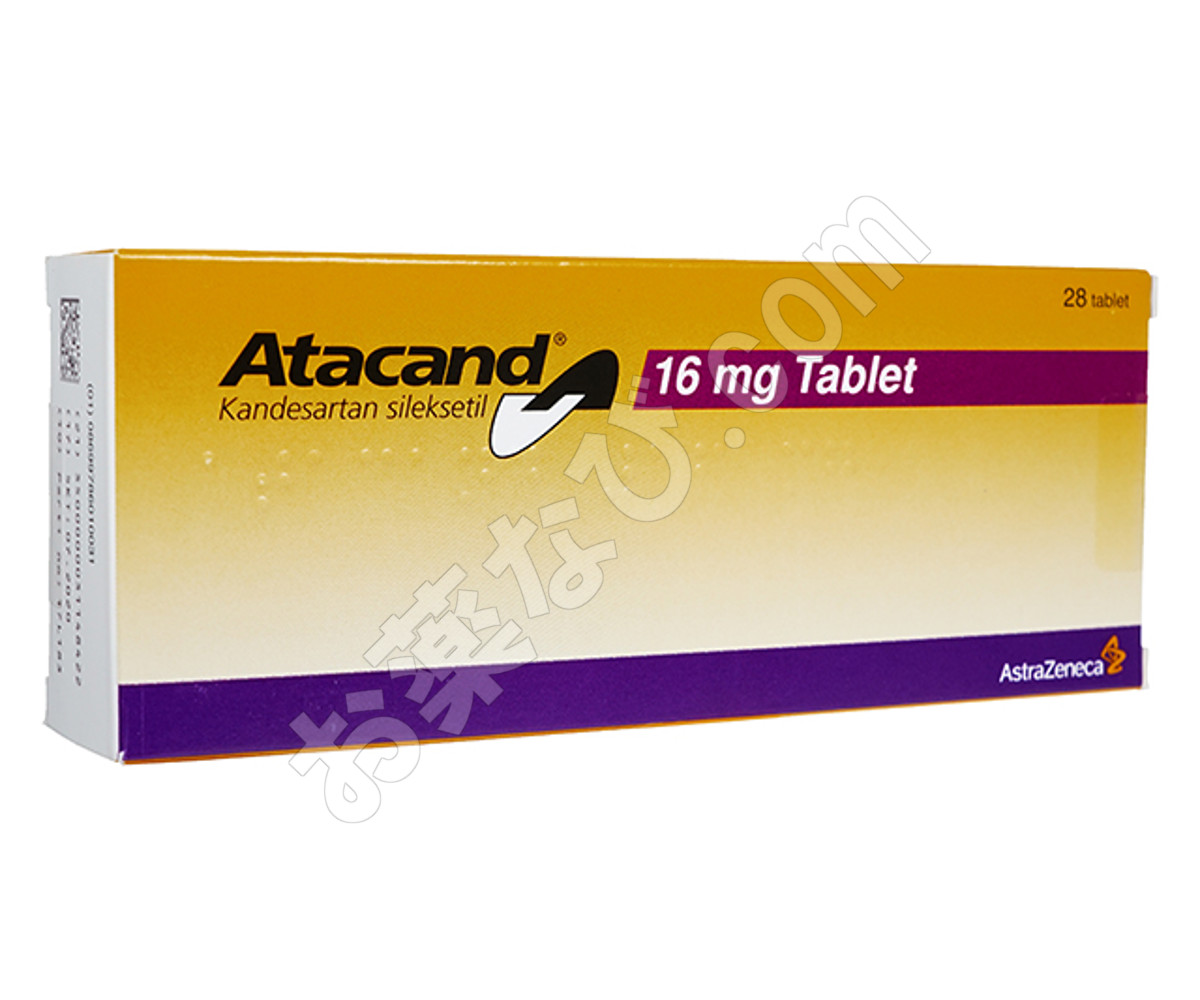 28 tablet
Atacand®
16 mg Tablet
Kandesartan sileksetil
AstraZeneca
お薬なび.com